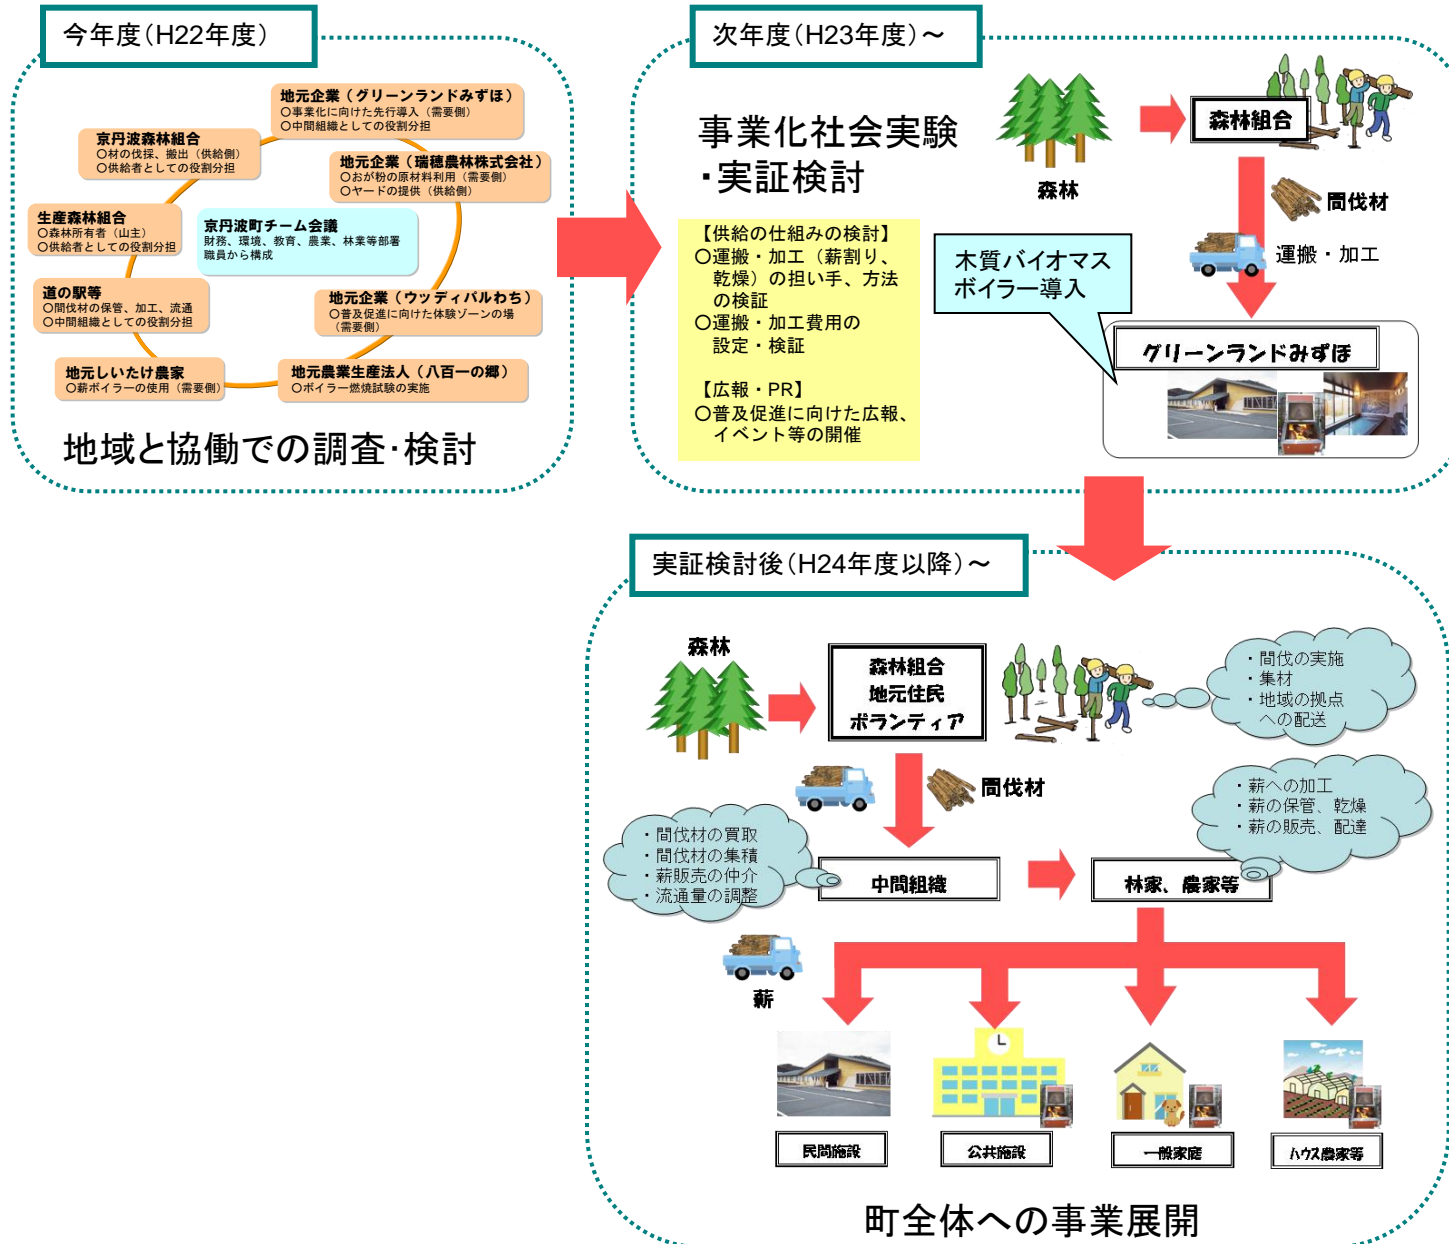 今年度(H22年度)
地元企業(グリーンランドみずほ)
○事業化に向けた先行導入(需要側)
○中間組織としての役割分担
京丹波森林組合
○材の伐採、搬出(供給側)
○供給者としての役割分担
地元企業(瑞穂農林株式会社)
○おが粉の原材料利用(需要側)
○ヤードの提供(供給側)
生産森林組合
○森林所有者(山主)
○供給者としての役割分担
京丹波町チーム会議
財務、環境、教育、農業、林業等部署
職員から構成
道の駅等
○間伐材の保管、加工、流通
○中間組織としての役割分担
地元企業(ウッディパルわち)
○普及促進に向けた体験ゾーンの場
(需要側)
地元しいたけ農家
○薪ボイラーの使用(需要側)
地元農業生産法人(八百一の郷)
○ボイラー燃焼試験の実施
地域と協働での調査・検討
次年度(H23年度)～
事業化社会実験
・実証検討
【供給の仕組みの検討】
○運搬・加工(薪割り、
乾燥)の担い手、方法
の検証
○運搬・加工費用の
設定・検証
【広報・PR】
○普及促進に向けた広報、
イベント等の開催
森林
森林組合
間伐材
運搬・加工
木質バイオマス
ボイラー導入
グリーンランドみずほ
実証検討後(H24年度以降)～
森林
森林組合
地元住民
ボランティア
・間伐の実施
・集材
・地域の拠点
への配送
間伐材
・薪への加工
・薪の保管、乾燥
・薪の販売、配達
・間伐材の買取
・間伐材の集積
・薪販売の仲介
・流通量の調整
中間組織
林家、農家等
薪
民間施設
公共施設
一般家庭
ハウス農家等
町全体への事業展開